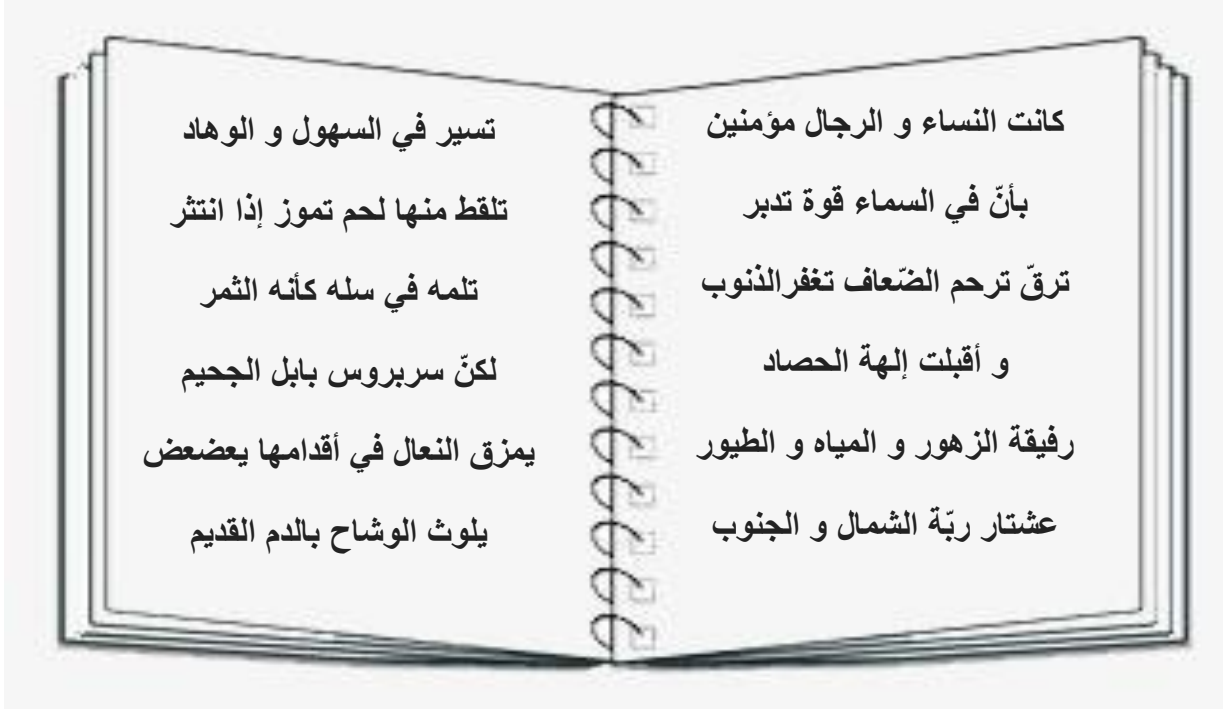 كانت النساء و الرجال مؤمنين
بأنّ في السماء قوة تدبر
ترقّ ترحم الضّعاف تغفرالذنوب
و أقبلت إلهة الحصاد
رفيقة الزهور و المياه و الطيور
عشتار ربّة الشمال و الجنوب
تسير في السهول و الوهاد
تلقط منها لحم تموز إذا انتثر
تلمه في سله كأنه الثمر
لكنّ سربروس بابل الجحيم
يمزق النعال في أقدامها يعضعض
يلوث الوشاح بالدم القديم